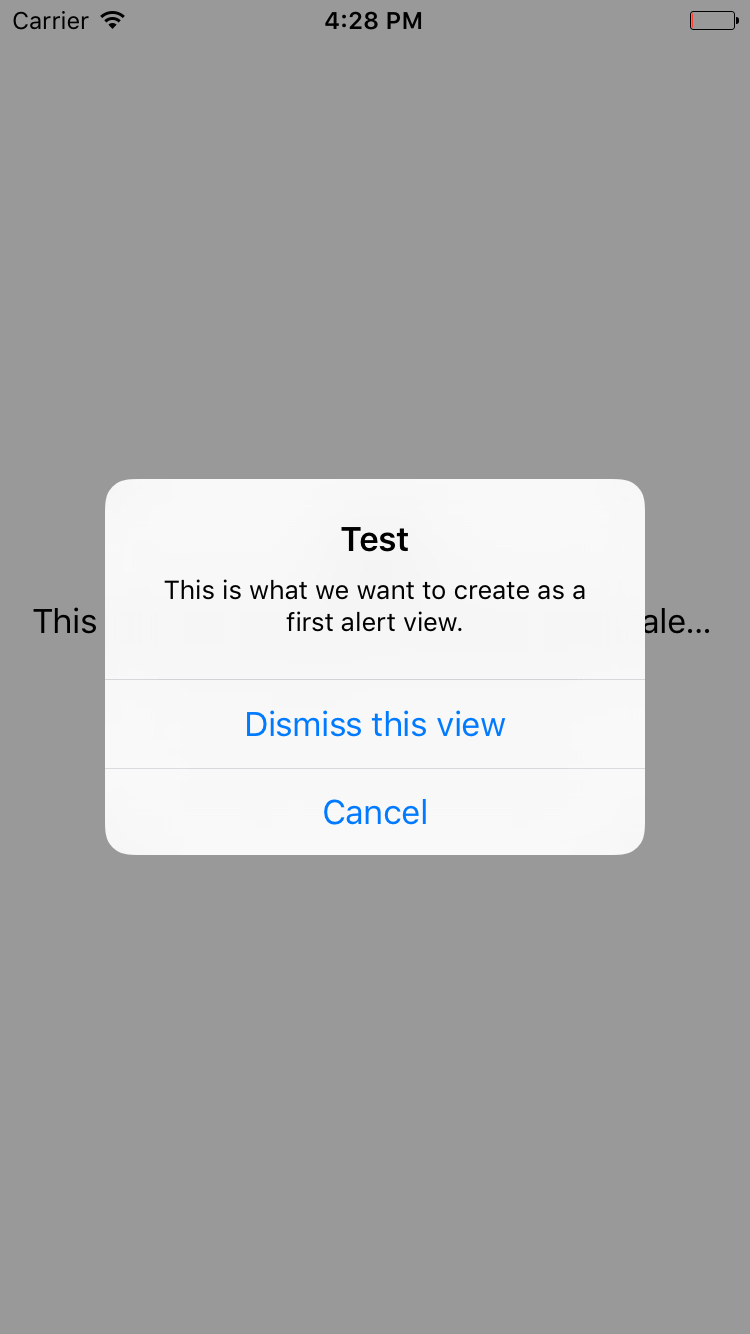 Carrier 4:28 PM
Test
This is what we want to create as a
first alert view.
This ale...
Dismiss this view
Cancel